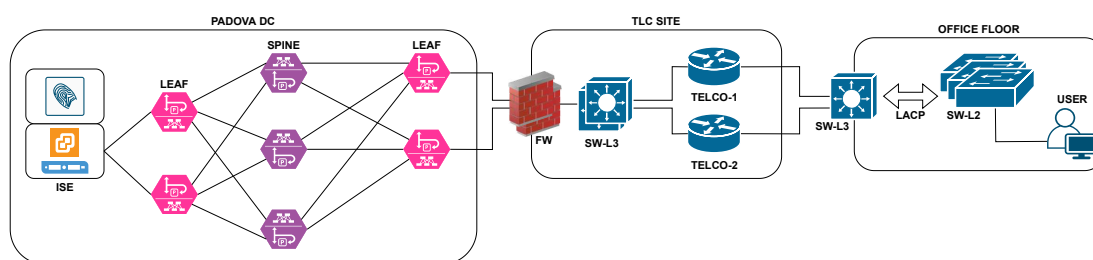 PADOVA DC
TLC SITE
OFFICE FLOOR
SPINE
LEAF
LEAF
ISE
FW
SW-L3
TELCO-1
TELCO-2
SW-L3
LACP
SW-L2
USER
P
P
P
P
P
P
P